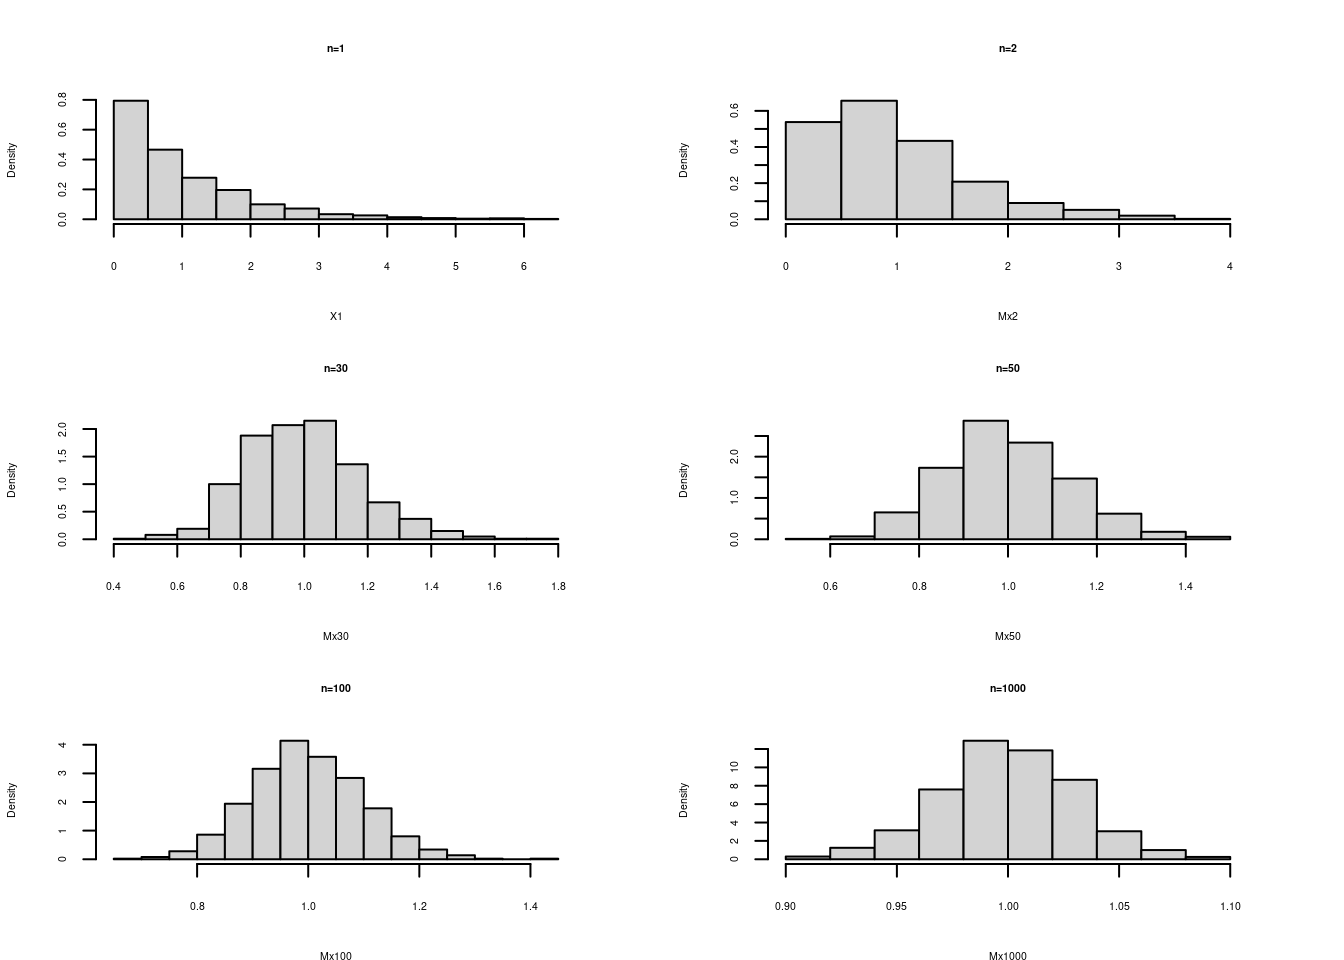 n=1
Density
0.0 0.2 0.4 0.6 0.8
0 1 2 3 4 5 6
X1
n=2
Density
0.0 0.2 0.4 0.6
0 1 2 3 4
Mx2
n=30
Density
0.0 0.5 1.0 1.5 2.0
0.4 0.6 0.8 1.0 1.2 1.4 1.6 1.8
Mx30
n=50
Density
0.0 1.0 2.0
0.6 0.8 1.0 1.2 1.4
Mx50
n=100
Density
0 1 2 3 4
0.8 1.0 1.2 1.4
Mx100
n=1000
Density
0 2 4 6 8 10
0.90 0.95 1.00 1.05 1.10
Mx1000